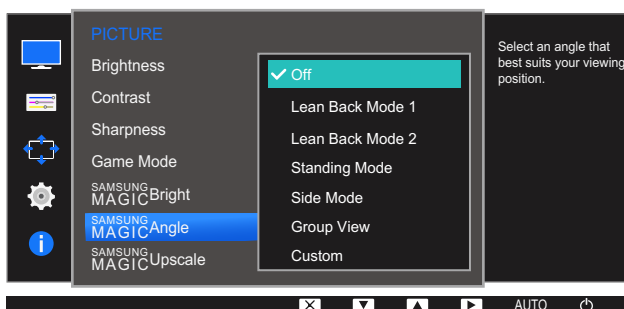 PICTURE
Brightness
Contrast
Sharpness
Game Mode
SAMSUNG
MAGICBright
SAMSUNG
MAGICAngle
SAMSUNG
MAGICUpscale
Off
Lean Back Mode 1
Lean Back Mode 2
Standing Mode
Side Mode
Group View
Custom
Select an angle that
best suits your viewing
position.
AUTO